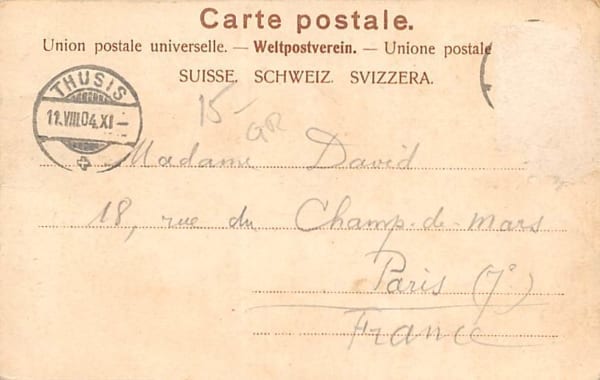 Carte postale.
Union postale universelle. — Weltpostverein. — Unione postale
SUISSE. SCHWEIZ. SVIZZERA.
THUSIS
11.VIII.04.XI-
15-
GR
Madame David
18, rue du Champ-de-Mars
Paris (7e)
France